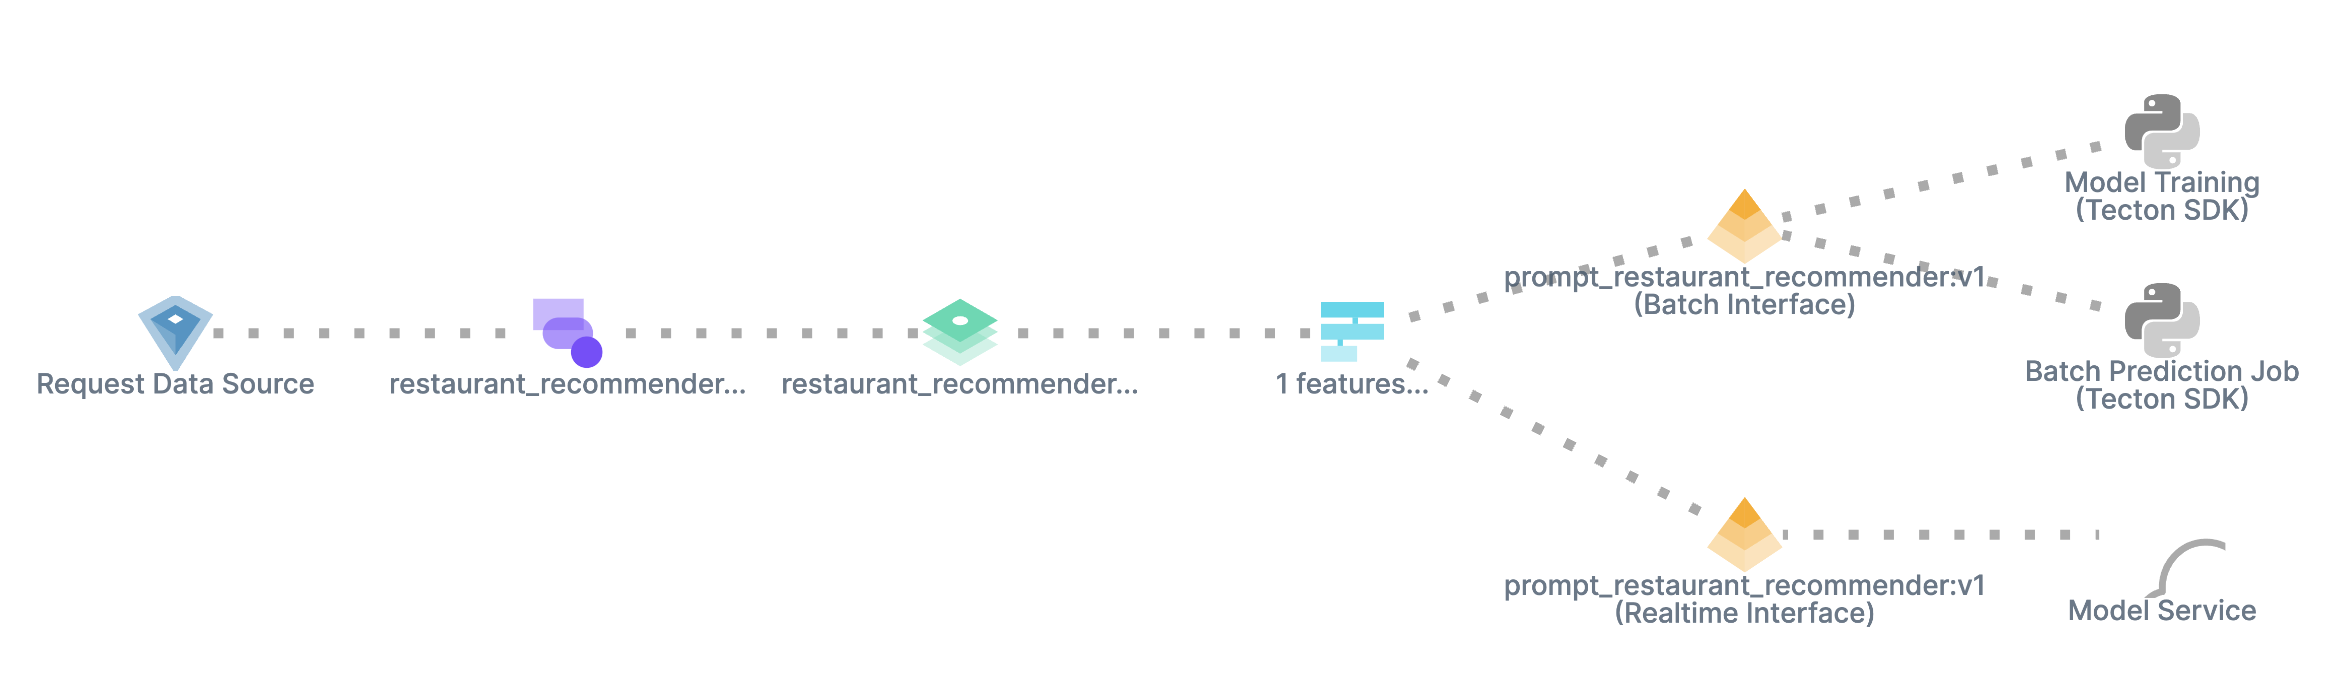 Request Data Source
restaurant_recommender...
restaurant_recommender...
1 features...
prompt_restaurant_recommender:v1
(Batch Interface)
prompt_restaurant_recommender:v1
(Realtime Interface)
Model Training
(Tecton SDK)
Batch Prediction Job
(Tecton SDK)
Model Service